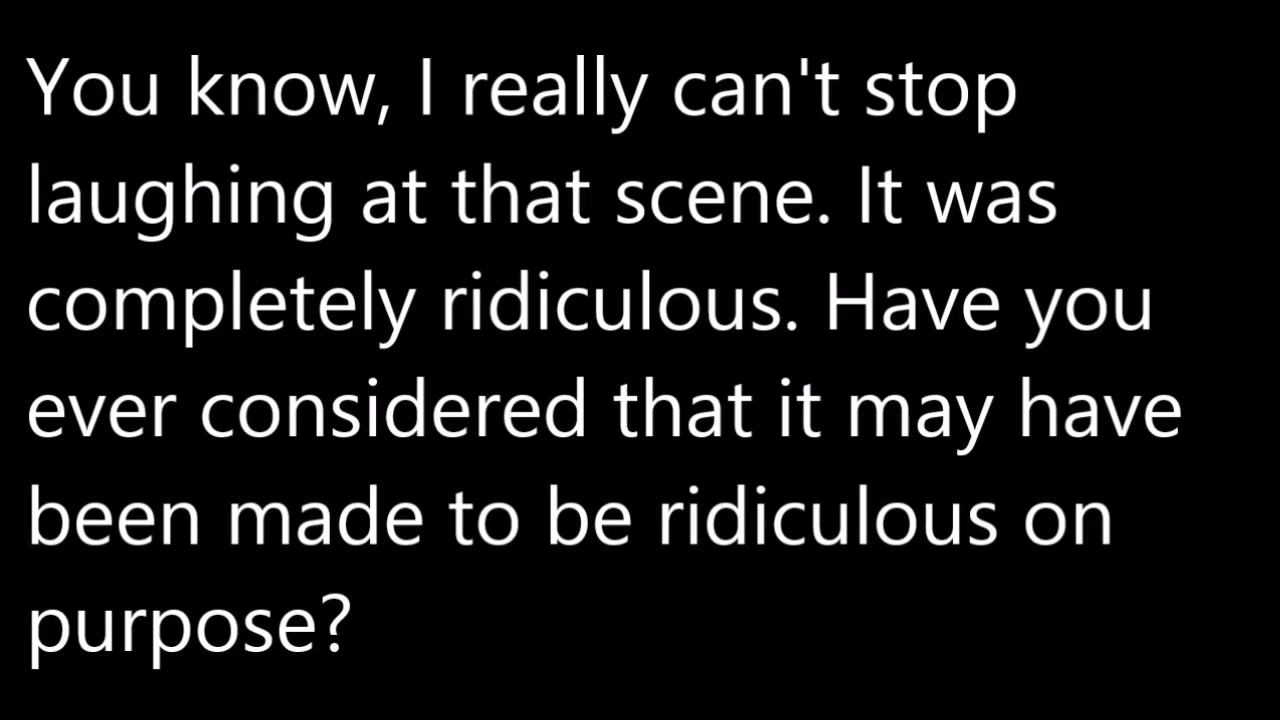 You know, I really can't stop
laughing at that scene. It was
completely ridiculous. Have you
ever considered that it may have
been made to be ridiculous on
purpose?